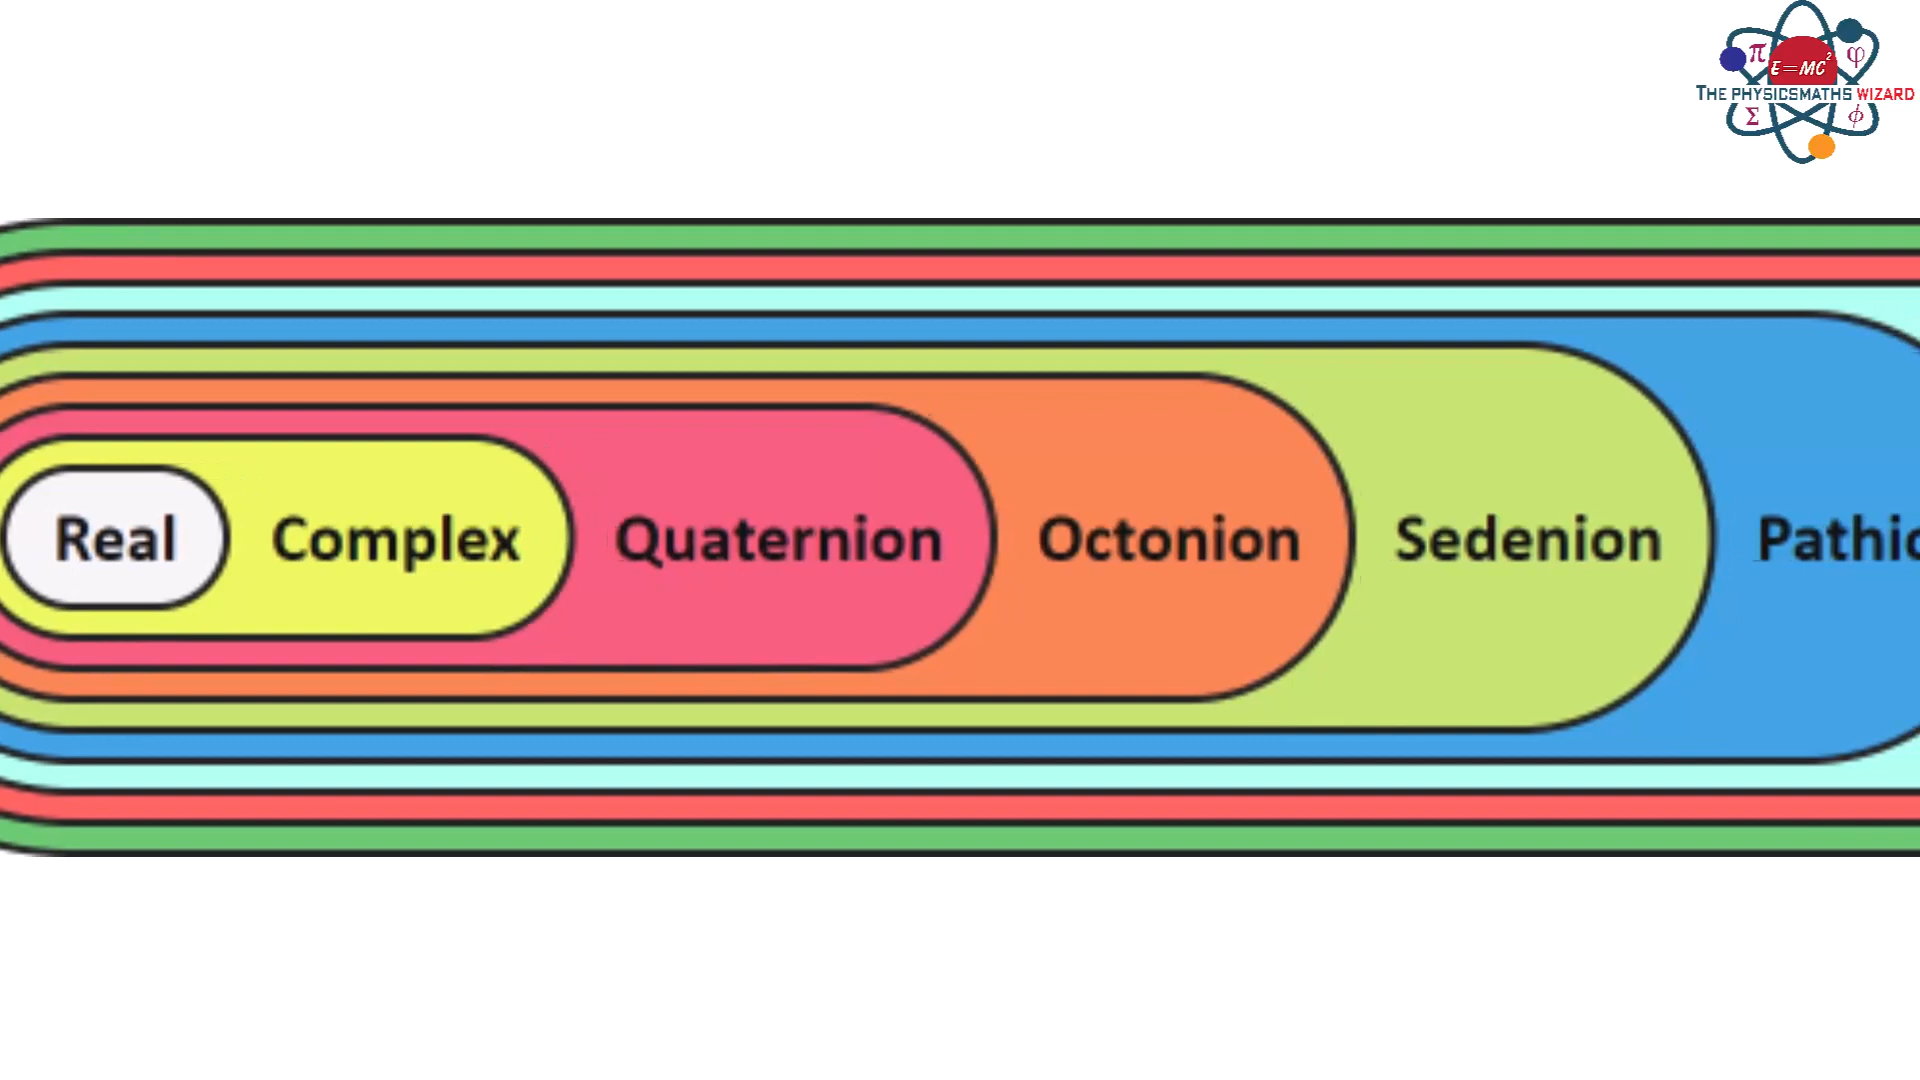 π φ
E=MC²
THE PHYSICSMATHS WIZARD
Σ ϕ
Real Complex Quaternion Octonion Sedenion